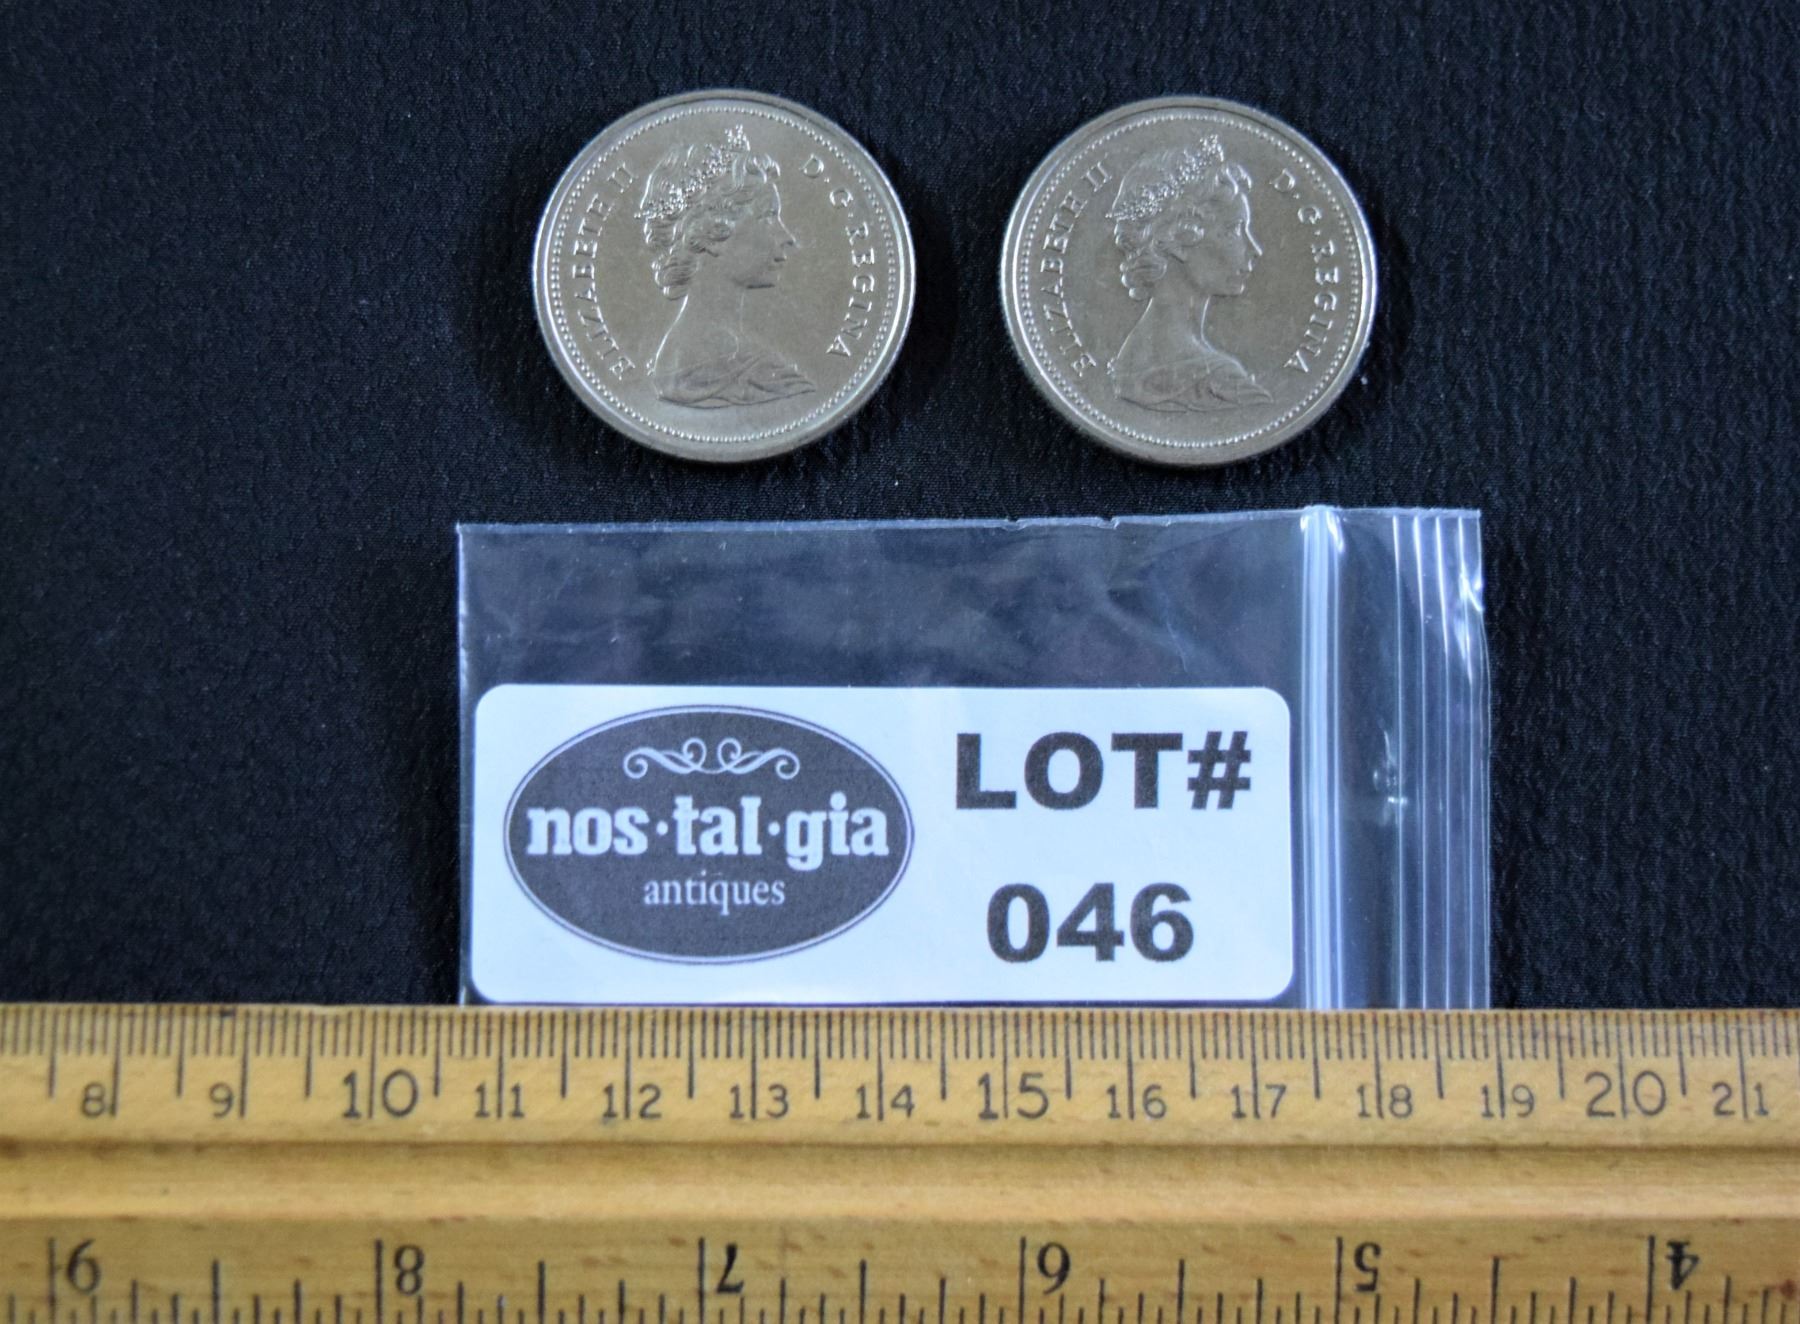 ELIZABETH II D·G·REGINA
ELIZABETH II D·G·REGINA
nos·tal·gia
antiques
LOT#
046
8 9 10 11 12 13 14 15 16 17 18 19 20 21
9 8 7 6 5 4